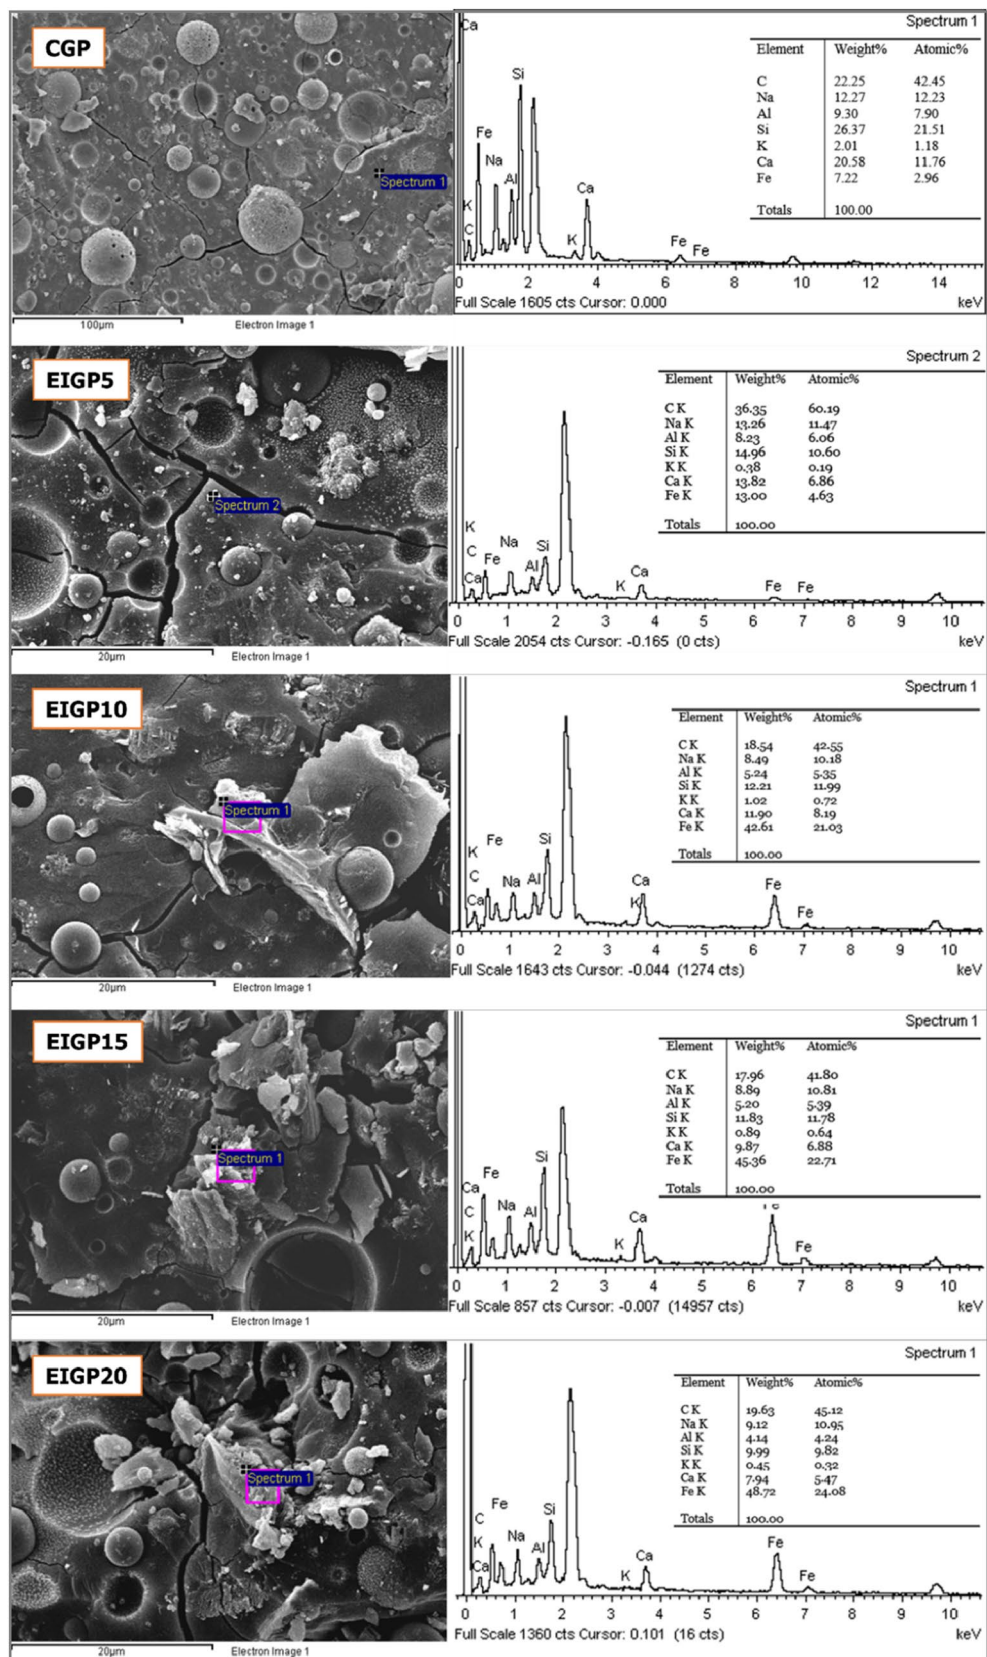 CGP
Spectrum 1
100µm
Electron Image 1
Spectrum 1
Element Weight% Atomic%
C 22.25 42.45
Na 12.27 12.23
Al 9.30 7.90
Si 26.37 21.51
K 2.01 1.18
Ca 20.58 11.76
Fe 7.22 2.96
Totals 100.00
Ca
Si
Fe
Na
Al
Ca
K
C
K
Fe
Fe
0 2 4 6 8 10 12 14
Full Scale 1605 cts Cursor: 0.000 keV
EIGP5
Spectrum 2
20µm
Electron Image 1
Spectrum 2
Element Weight% Atomic%
C K 36.35 60.19
Na K 13.26 11.47
Al K 8.23 6.06
Si K 14.96 10.60
K K 0.38 0.19
Ca K 13.82 6.86
Fe K 13.00 4.63
Totals 100.00
K
C
Ca
Fe
Na
Al
Si
K
Ca
Fe
Fe
0 1 2 3 4 5 6 7 8 9 10
Full Scale 2054 cts Cursor: -0.165 (0 cts) keV
EIGP10
Spectrum 1
20µm
Electron Image 1
Spectrum 1
Element Weight% Atomic%
C K 18.54 42.55
Na K 8.49 10.18
Al K 5.24 5.35
Si K 12.21 11.99
K K 1.02 0.72
Ca K 11.90 8.19
Fe K 42.61 21.03
Totals 100.00
K
C
Ca
Fe
Na
Al
Si
Ca
K
Fe
Fe
0 1 2 3 4 5 6 7 8 9 10
Full Scale 1643 cts Cursor: -0.044 (1274 cts) keV
EIGP15
Spectrum 1
20µm
Electron Image 1
Spectrum 1
Element Weight% Atomic%
C K 17.96 41.80
Na K 8.89 10.81
Al K 5.20 5.39
Si K 11.83 11.78
K K 0.89 0.64
Ca K 9.87 6.88
Fe K 45.36 22.71
Totals 100.00
Ca
C
K
Fe
Na
Al
Si
K
Ca
Fe
0 1 2 3 4 5 6 7 8 9 10
Full Scale 857 cts Cursor: -0.007 (14957 cts) keV
EIGP20
Spectrum 1
20µm
Electron Image 1
Spectrum 1
Element Weight% Atomic%
C K 19.63 45.12
Na K 9.12 10.95
Al K 4.14 4.24
Si K 9.99 9.82
K K 0.45 0.32
Ca K 7.94 5.47
Fe K 48.72 24.08
Totals 100.00
C
K
Ca
Fe
Na
Al
Si
K
Ca
Fe
Fe
0 1 2 3 4 5 6 7 8 9 10
Full Scale 1360 cts Cursor: 0.101 (16 cts) keV